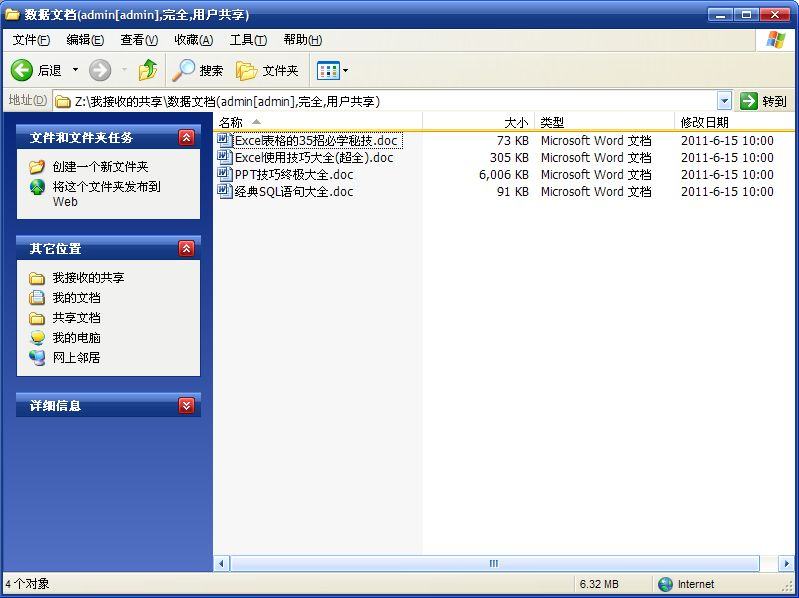 数据文档(admin[admin],完全,用户共享)
文件(F) 编辑(E) 查看(V) 收藏(A) 工具(T) 帮助(H)
后退 搜索 文件夹
地址(D) Z:\我接收的共享\数据文档(admin[admin],完全,用户共享) 转到
文件和文件夹任务
创建一个新文件夹
将这个文件夹发布到
Web
其它位置
我接收的共享
我的文档
共享文档
我的电脑
网上邻居
详细信息
名称 大小 类型 修改日期
Excel表格的35招必学秘技.doc 73 KB Microsoft Word 文档 2011-6-15 10:00
Excel使用技巧大全(超全).doc 305 KB Microsoft Word 文档 2011-6-15 10:00
PPT技巧终极大全.doc 6,006 KB Microsoft Word 文档 2011-6-15 10:00
经典SQL语句大全.doc 91 KB Microsoft Word 文档 2011-6-15 10:00
4 个对象 6.32 MB Internet